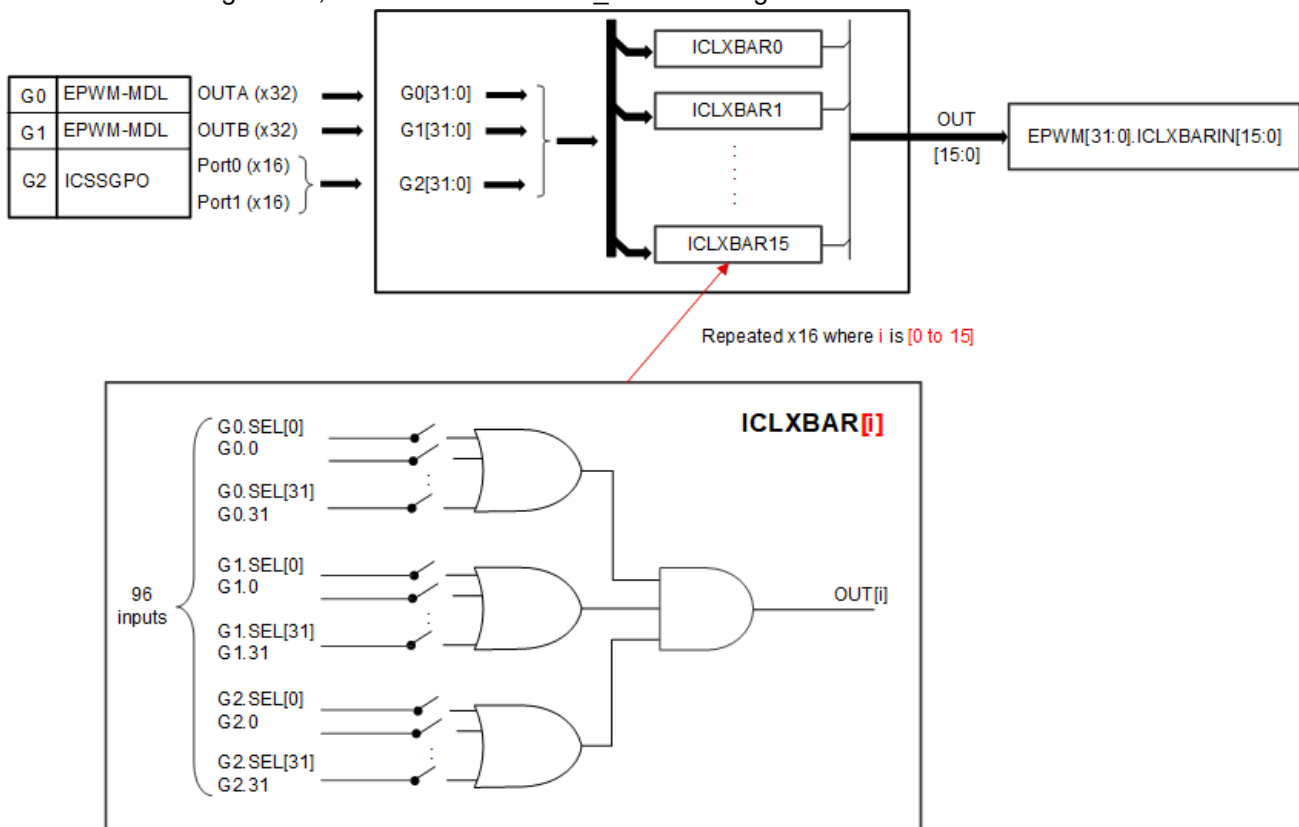 G0 EPWM-MDL OUTA (x32)
G1 EPWM-MDL OUTB (x32)
G2 ICSSGPO Port0 (x16)
Port1 (x16)
G0[31:0]
G1[31:0]
G2[31:0]
ICLXBAR0
ICLXBAR1
ICLXBAR15
OUT
[15:0]
EPWM[31:0].ICLXBARIN[15:0]
Repeated x16 where i is [0 to 15]
ICLXBAR[i]
96
inputs
G0.SEL[0]
G0.0
G0.SEL[31]
G0.31
G1.SEL[0]
G1.0
G1.SEL[31]
G1.31
G2.SEL[0]
G2.0
G2.SEL[31]
G2.31
OUT[i]